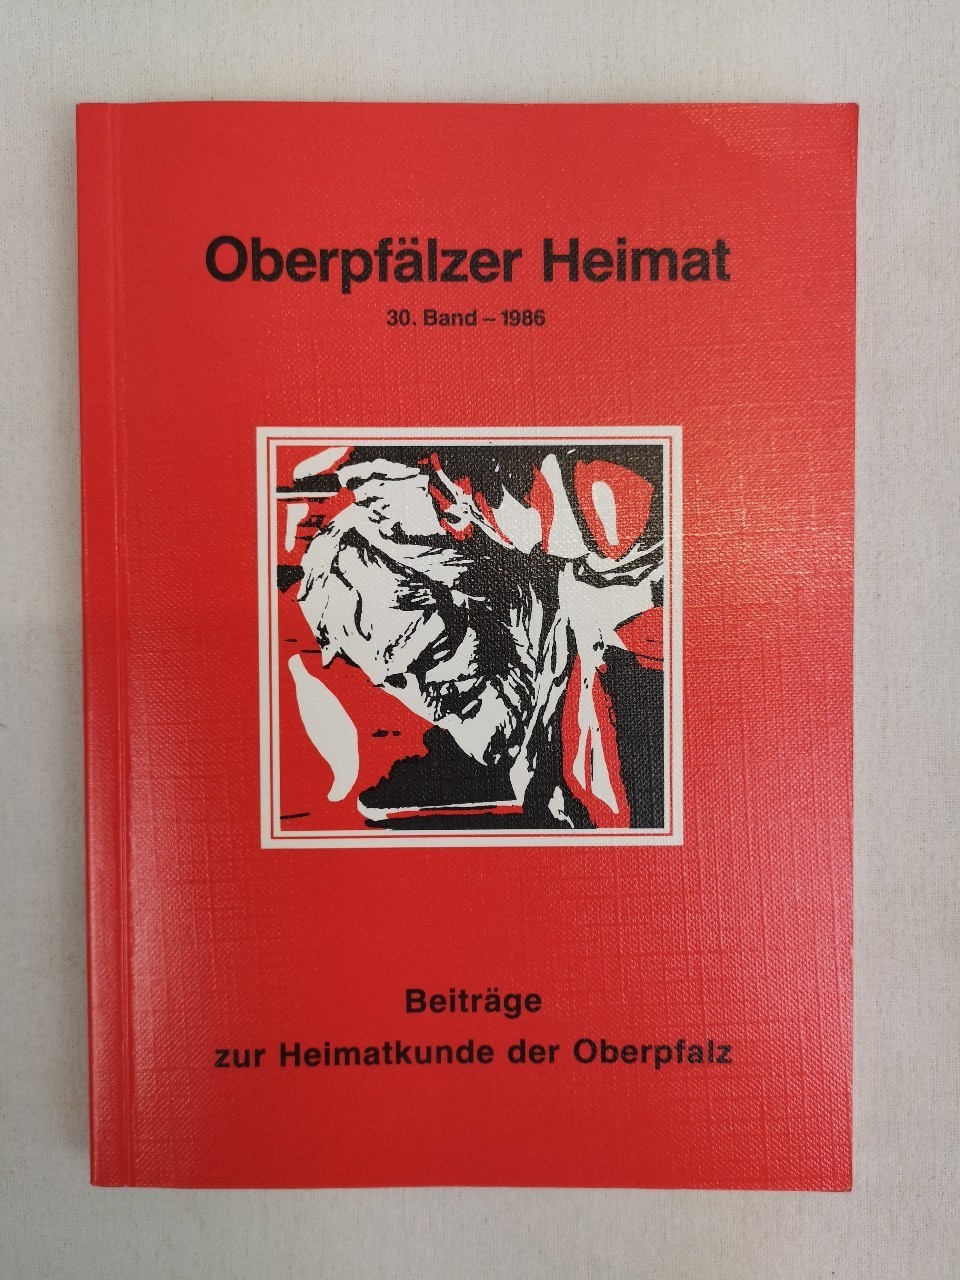 Oberpfälzer Heimat
30. Band – 1986
Beiträge
zur Heimatkunde der Oberpfalz